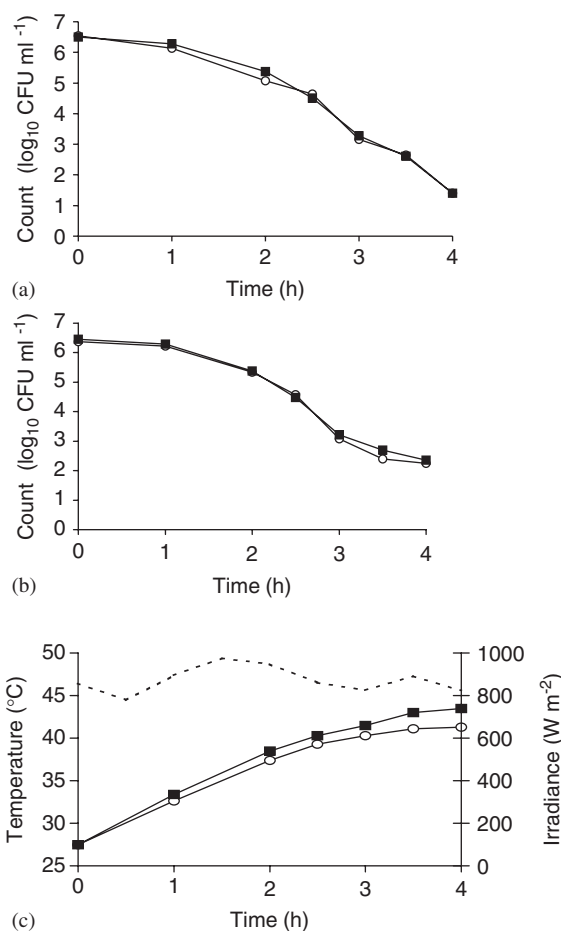 7
6
5
4
3
2
1
0
Count (log₁₀ CFU ml⁻¹)
0 1 2 3 4
Time (h)
(a)
7
6
5
4
3
2
1
0
Count (log₁₀ CFU ml⁻¹)
0 1 2 3 4
Time (h)
(b)
50
45
40
35
30
25
Temperature (°C)
1000
800
600
400
200
0
Irradiance (W m⁻²)
0 1 2 3 4
Time (h)
(c)